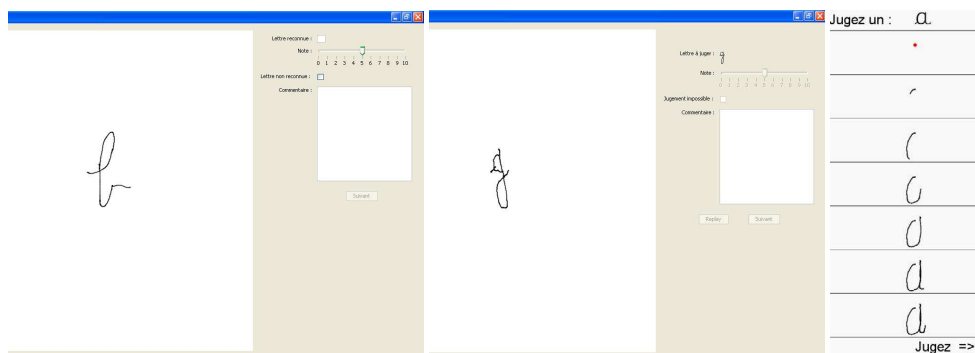 Lettre reconnue :
Note :
0 1 2 3 4 5 6 7 8 9 10
Lettre non reconnue :
Commentaire :
Suivant
Lettre à juger : g
Note :
0 1 2 3 4 5 6 7 8 9 10
Jugement impossible :
Commentaire :
Replay Suivant
g
Jugez un : a
Jugez =>